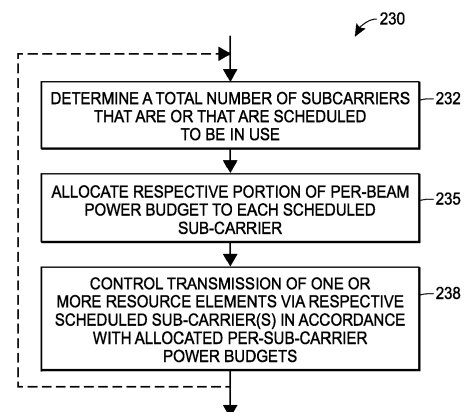 230
DETERMINE A TOTAL NUMBER OF SUBCARRIERS
THAT ARE OR THAT ARE SCHEDULED
TO BE IN USE
232
ALLOCATE RESPECTIVE PORTION OF PER-BEAM
POWER BUDGET TO EACH SCHEDULED
SUB-CARRIER
235
CONTROL TRANSMISSION OF ONE OR
MORE RESOURCE ELEMENTS VIA RESPECTIVE
SCHEDULED SUB-CARRIER(S) IN ACCORDANCE
WITH ALLOCATED PER-SUB-CARRIER
POWER BUDGETS
238